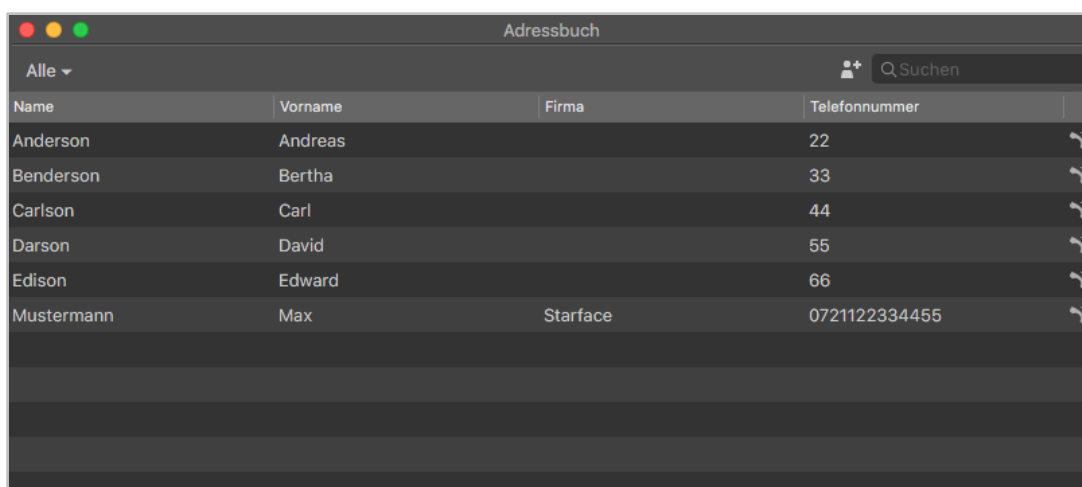 Adressbuch
Alle
Suchen
Name Vorname Firma Telefonnummer
Anderson Andreas 22
Benderson Bertha 33
Carlson Carl 44
Darson David 55
Edison Edward 66
Mustermann Max Starface 0721122334455